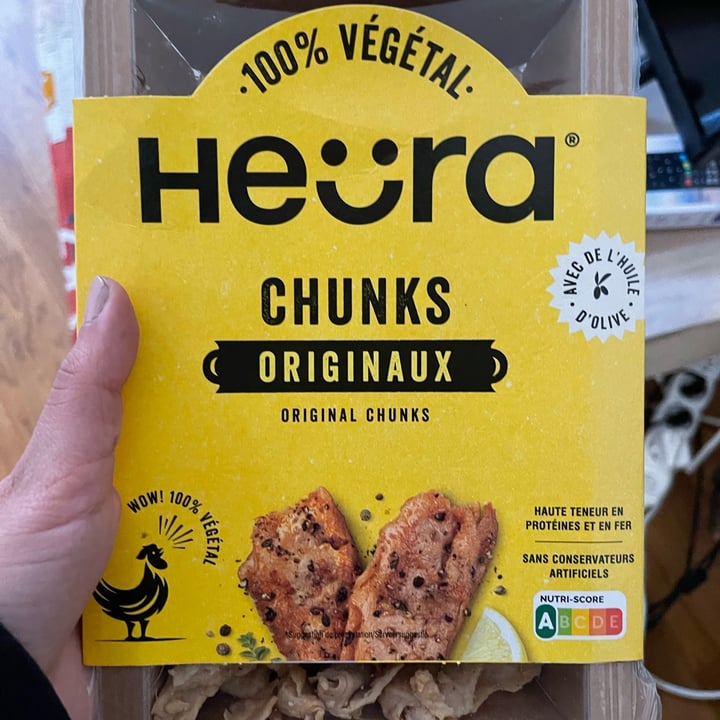 ·100% VÉGÉTAL·
Heüra®
CHUNKS
AVEC DE L'HUILE
· D'OLIVE ·
ORIGINAUX
ORIGINAL CHUNKS
WOW! 100% VÉGÉTAL
HAUTE TENEUR EN
PROTÉINES ET EN FER
SANS CONSERVATEURS
ARTIFICIELS
NUTRI-SCORE
A B C D E